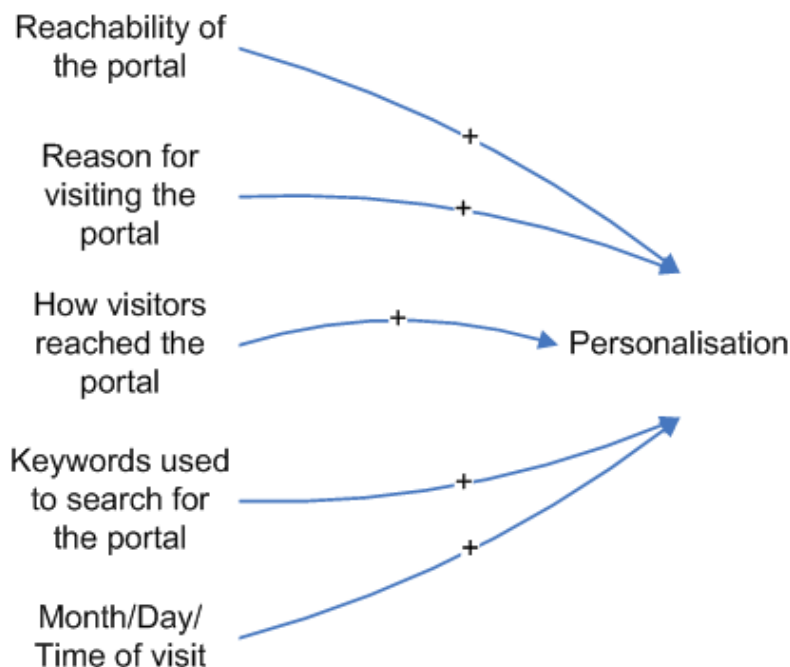 Reachability of
the portal
+
Reason for
visiting the
portal
+
How visitors
reached the
portal
+
Personalisation
Keywords used
to search for
the portal
+
+
Month/Day/
Time of visit